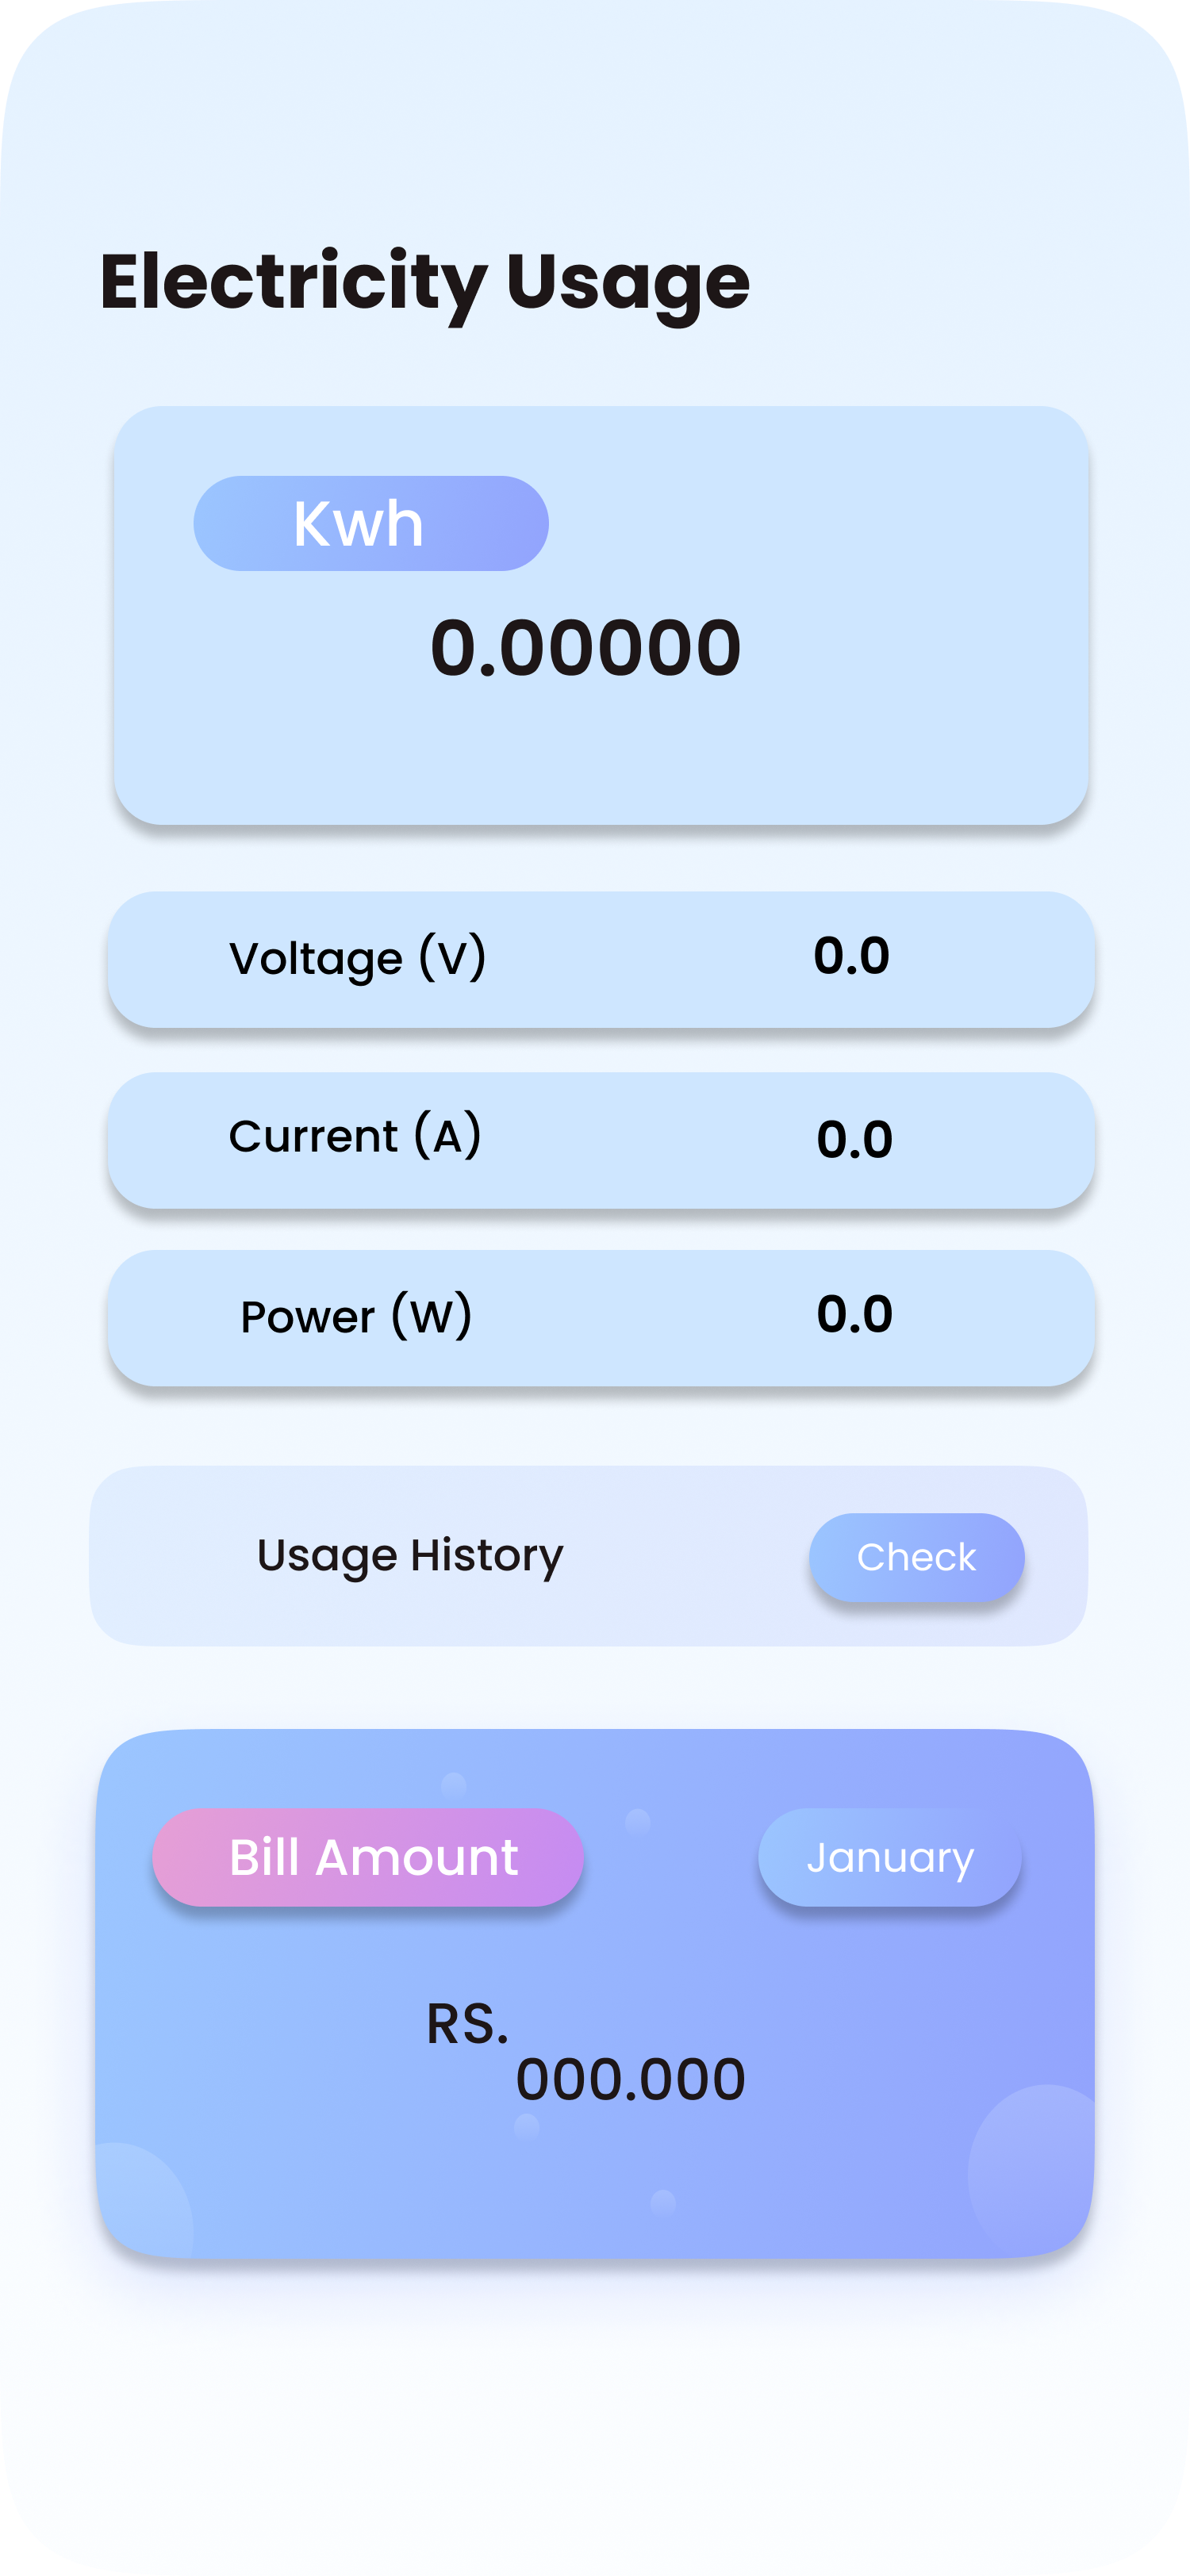 Electricity Usage
Kwh
0.00000
Voltage (V) 0.0
Current (A) 0.0
Power (W) 0.0
Usage History Check
Bill Amount January
RS.
000.000